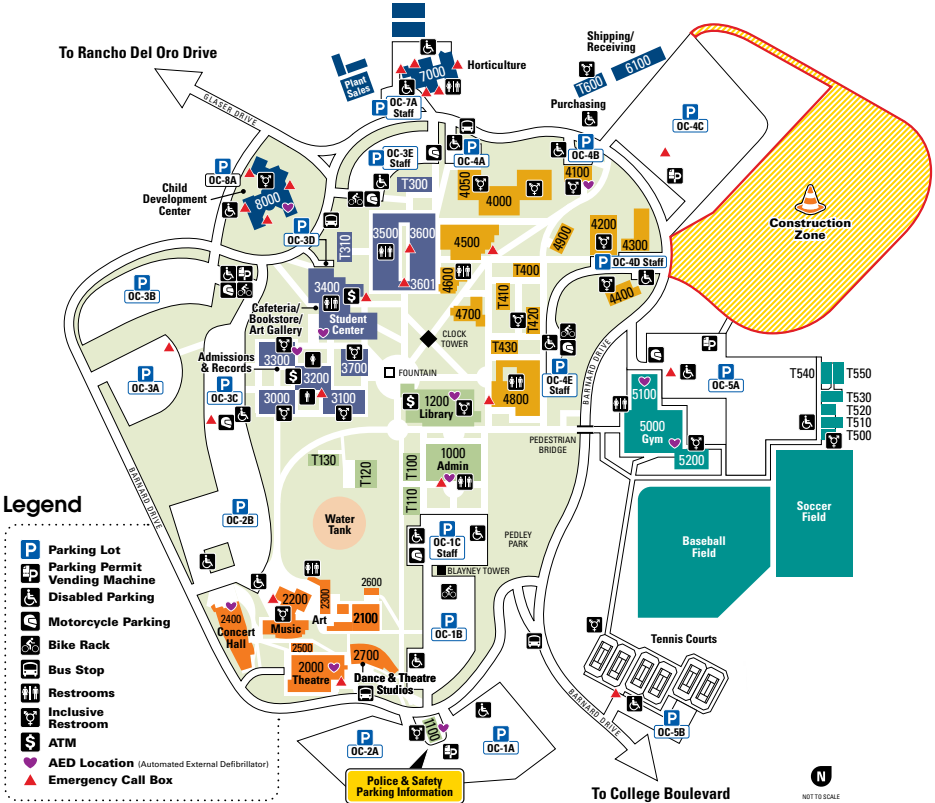 To Rancho Del Oro Drive
GLASER DRIVE
Plant
Sales
7000
Horticulture
P
OC-7A
Staff
Shipping/
Receiving
6100
T600
Purchasing
P
OC-4C
Construction
Zone
P
OC-8A
Child
Development
Center
8000
P
OC-3E
Staff
P
OC-4A
P
OC-4B
T300
4050
4000
4100
P
OC-3D
T310
3500
3600
3601
4500
4900
4200
4300
P
OC-4D Staff
4400
P
OC-3B
3400
Student
Center
Cafeteria/
Bookstore/
Art Gallery
4600
T400
T410
T420
4700
T430
CLOCK
TOWER
Admissions
& Records
3300
3200
3700
3000
3100
FOUNTAIN
P
OC-3A
P
OC-3C
1200
Library
4800
P
OC-4E
Staff
BARNARD DRIVE
P
OC-5A
5100
5000
Gym
5200
T540
T550
T530
T520
T510
T500
PEDESTRIAN
BRIDGE
1000
Admin
T130
T120
T100
T110
BARNARD DRIVE
P
OC-2B
Water
Tank
P
OC-1C
Staff
PEDLEY
PARK
BLAYNEY TOWER
Baseball
Field
Soccer
Field
2400
Concert
Hall
2200
Music
2300
Art
2600
2100
P
OC-1B
2500
2000
Theatre
2700
Dance & Theatre
Studios
Tennis Courts
BARNARD DRIVE
P
OC-5B
P
OC-2A
T100
P
OC-1A
Police & Safety
Parking Information
To College Boulevard
N
NOT TO SCALE
Legend
P Parking Lot
P Parking Permit
Vending Machine
Disabled Parking
Motorcycle Parking
Bike Rack
Bus Stop
Restrooms
Inclusive
Restroom
$ ATM
AED Location (Automated External Defibrillator)
Emergency Call Box